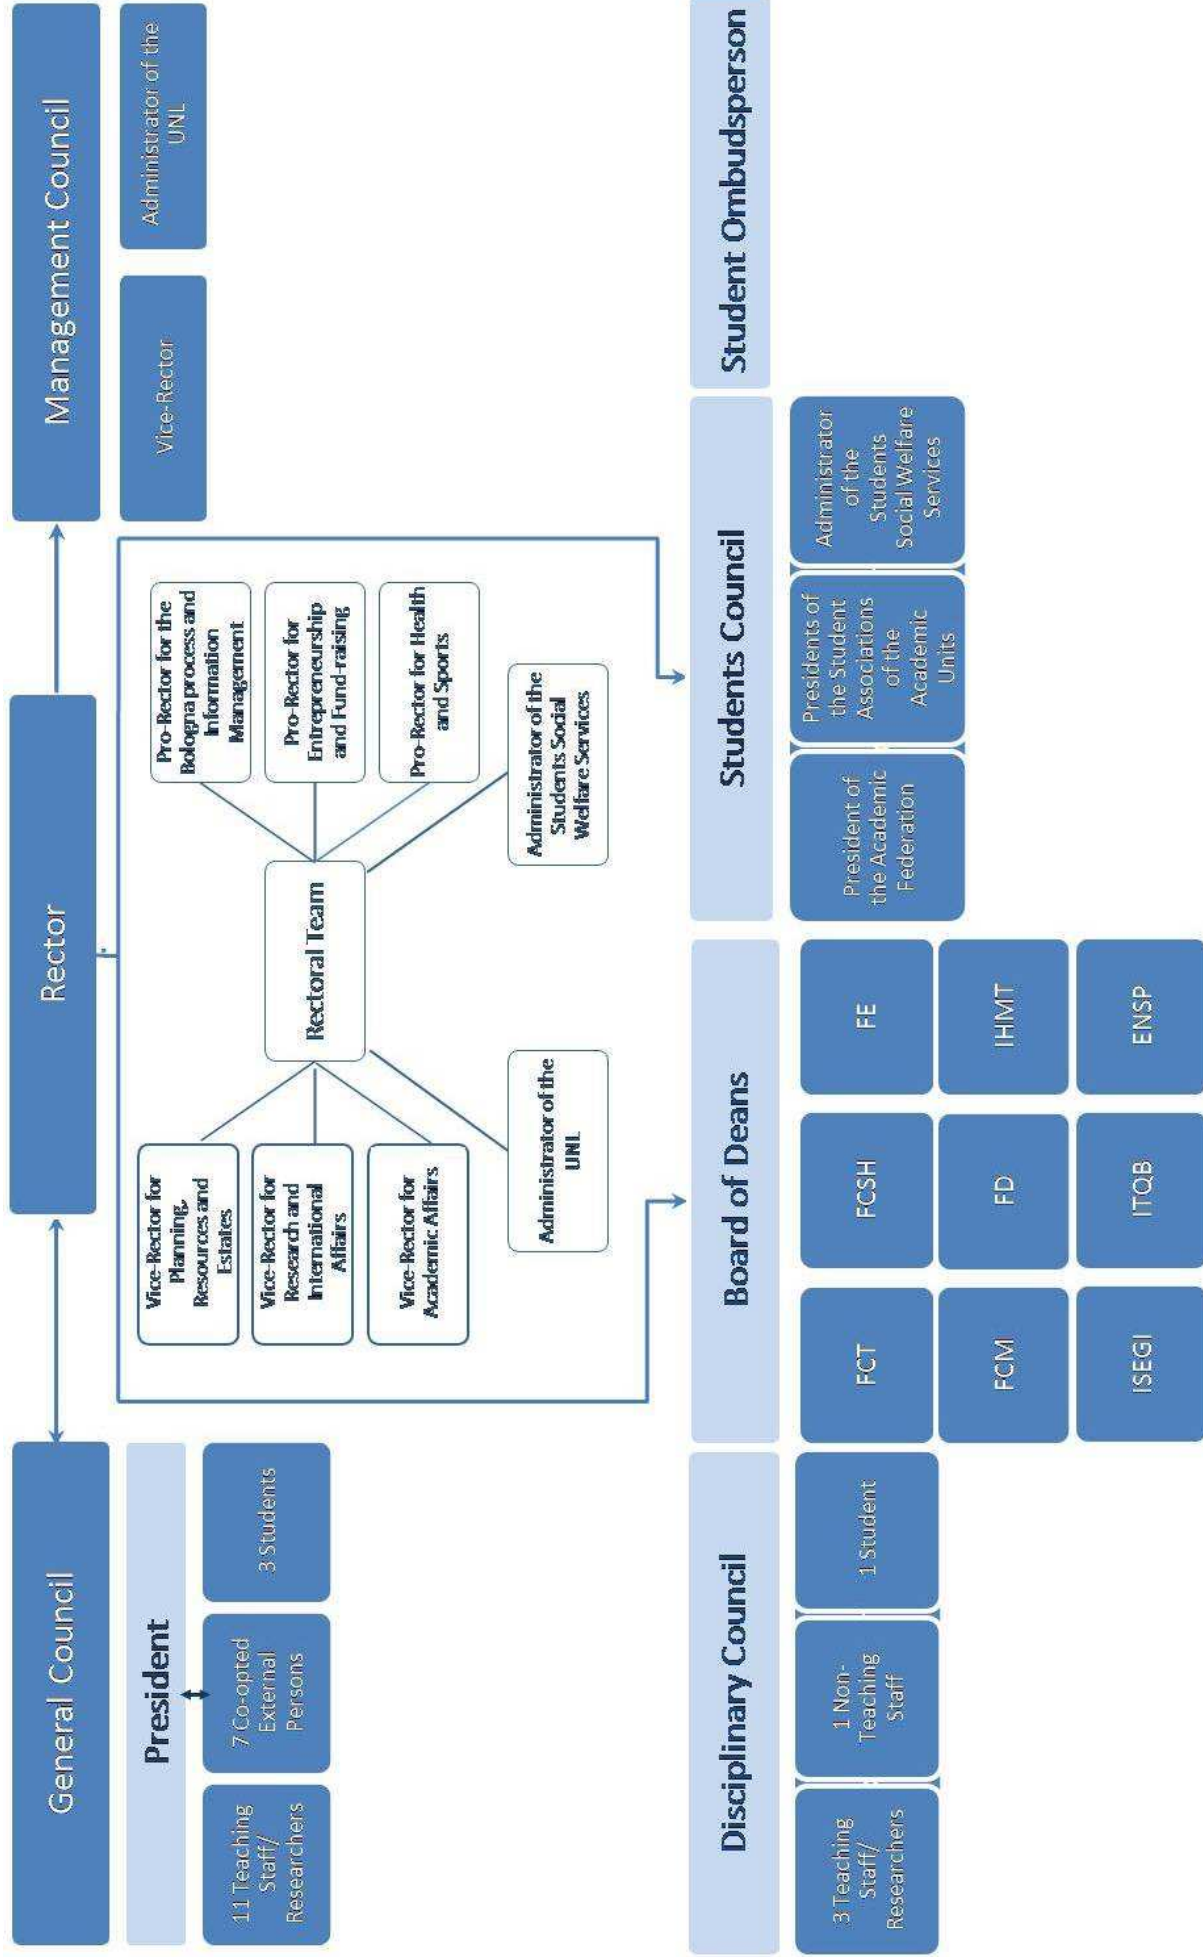 General Council
Rector
Management Council
President
11 Teaching
Staff/
Researchers
7 Co-opted
External
Persons
3 Students
Vice-Rector for
Planning,
Resources and
Estates
Vice-Rector for
Research and
International
Affairs
Vice-Rector for
Academic Affairs
Administrator of the
UNL
Rectoral Team
Pro-Rector for the
Bologna process and
Information
Management
Pro-Rector for
Entrepreneurship
and Fund-raising
Pro-Rector for Health
and Sports
Administrator of the
Students Social
Welfare Services
Vice-Rector
Administrator of the
UNL
Disciplinary Council
3 Teaching
Staff/
Researchers
1 Non-
Teaching
Staff
1 Student
Board of Deans
FCT
FCSH
FE
FCM
FD
IHMT
ISEGI
ITQB
ENSP
Students Council
President of
the Academic
Federation
Presidents of
the Student
Associations
of the
Academic
Units
Administrator
of the
Students
Social Welfare
Services
Student Ombudsperson